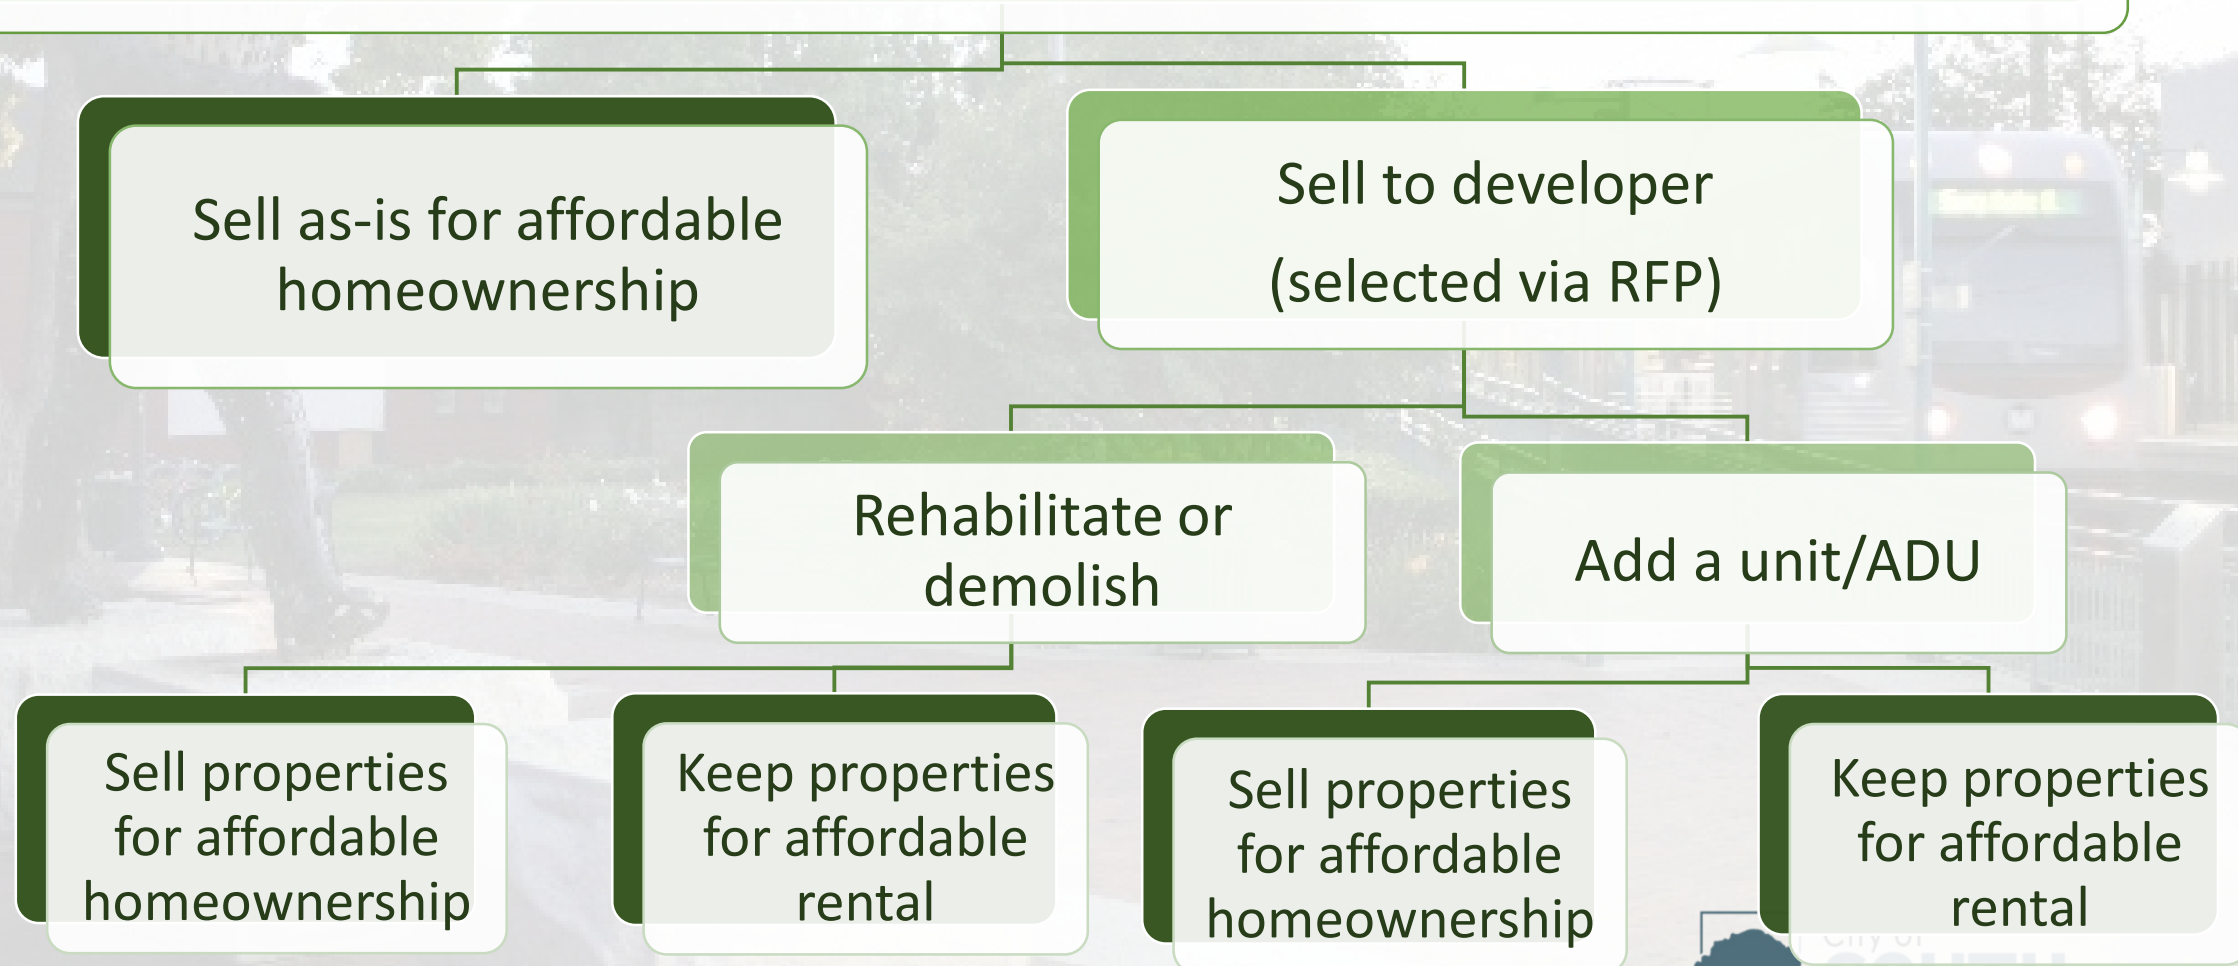 Sell as-is for affordable
homeownership
Sell to developer
(selected via RFP)
Rehabilitate or
demolish
Add a unit/ADU
Sell properties
for affordable
homeownership
Keep properties
for affordable
rental
Sell properties
for affordable
homeownership
Keep properties
for affordable
rental
City of